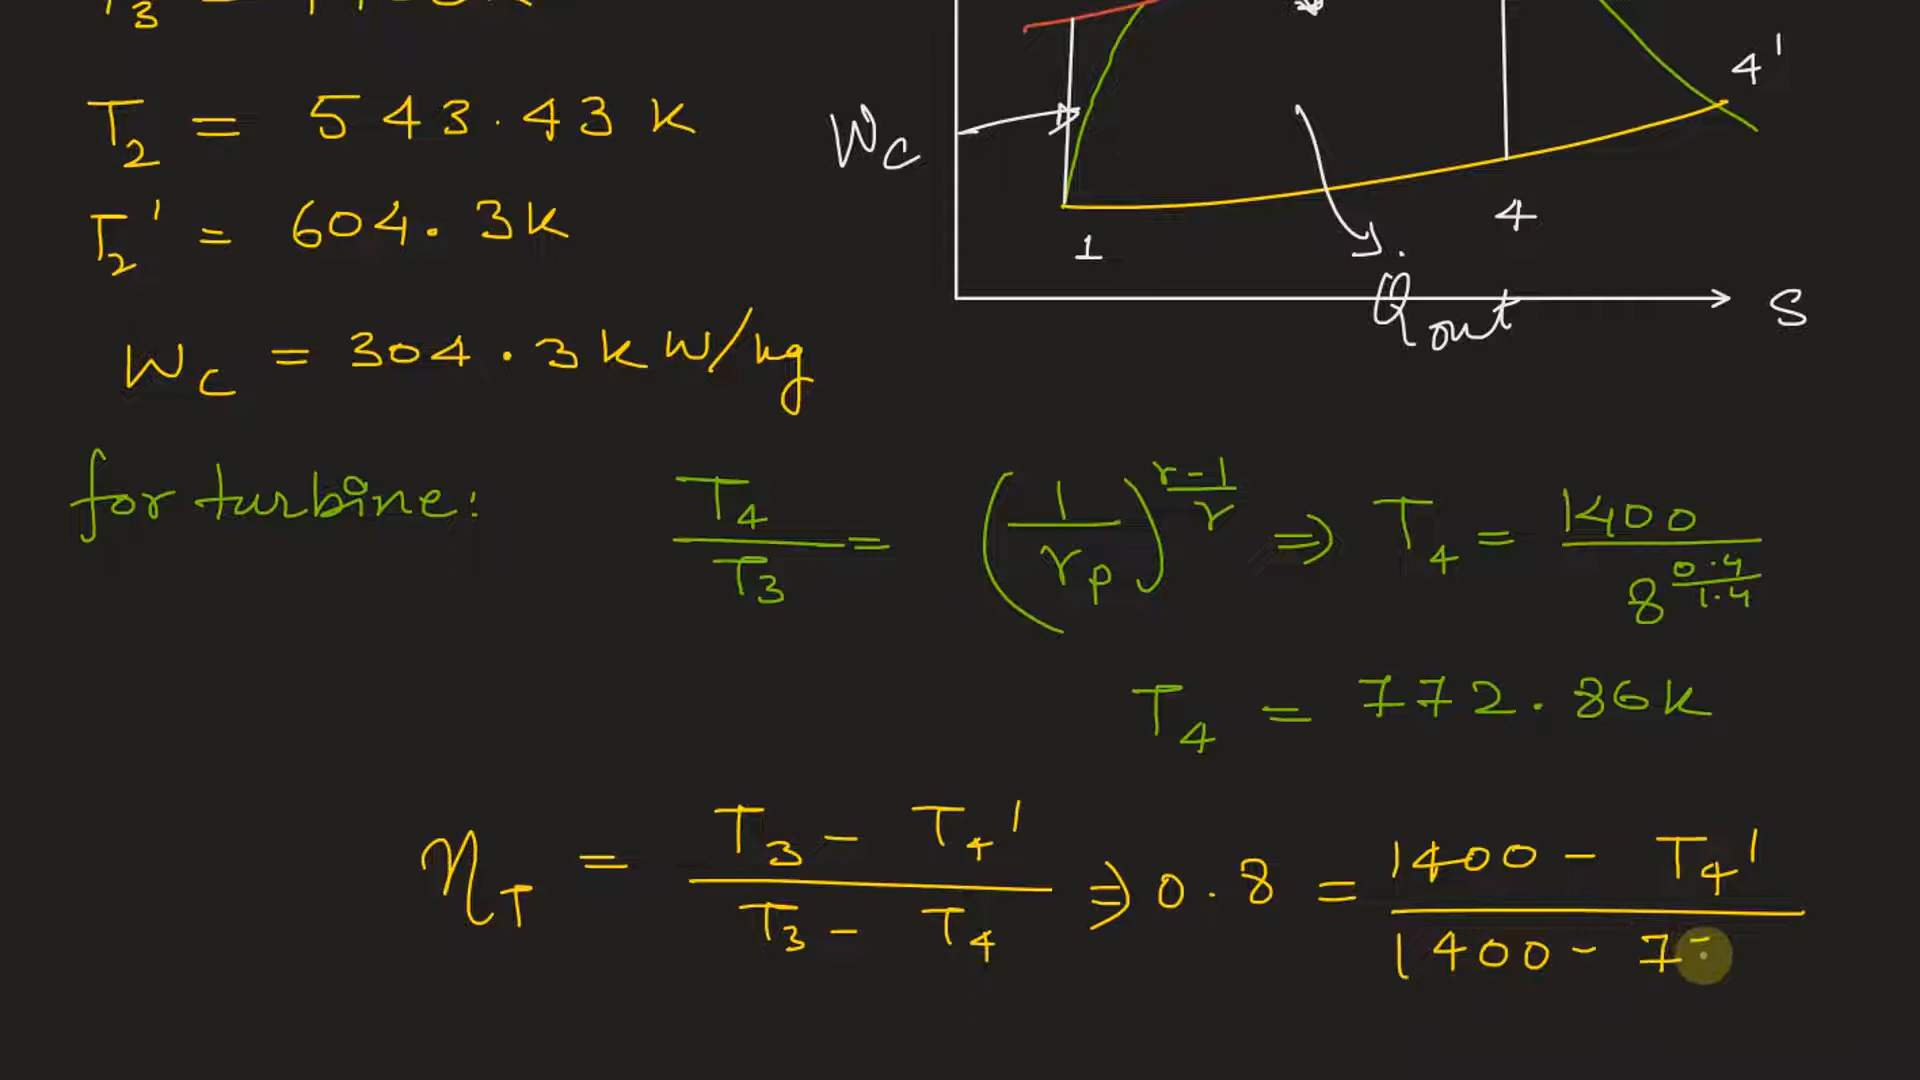 T2 = 543.43 K
T2' = 604.3K
Wc = 304.3 kW/kg
Wc
1
4
4'
Qout
S
for turbine: T4/T3 = (1/rp)^(r-1/r) ⇒ T4 = 1400/8^(0.4/1.4)
T4 = 772.86K
ηT = T3 - T4'/T3 - T4 ⇒ 0.8 = 1400 - T4'/1400 - 7